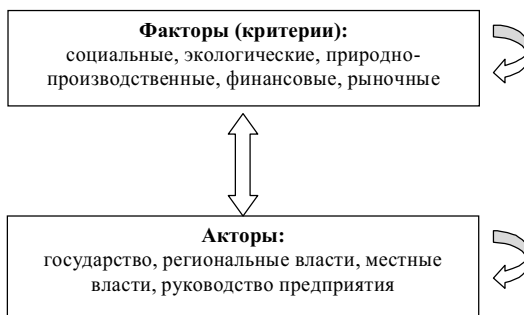 Факторы (критерии):
социальные, экологические, природно-
производственные, финансовые, рыночные
Акторы:
государство, региональные власти, местные
власти, руководство предприятия